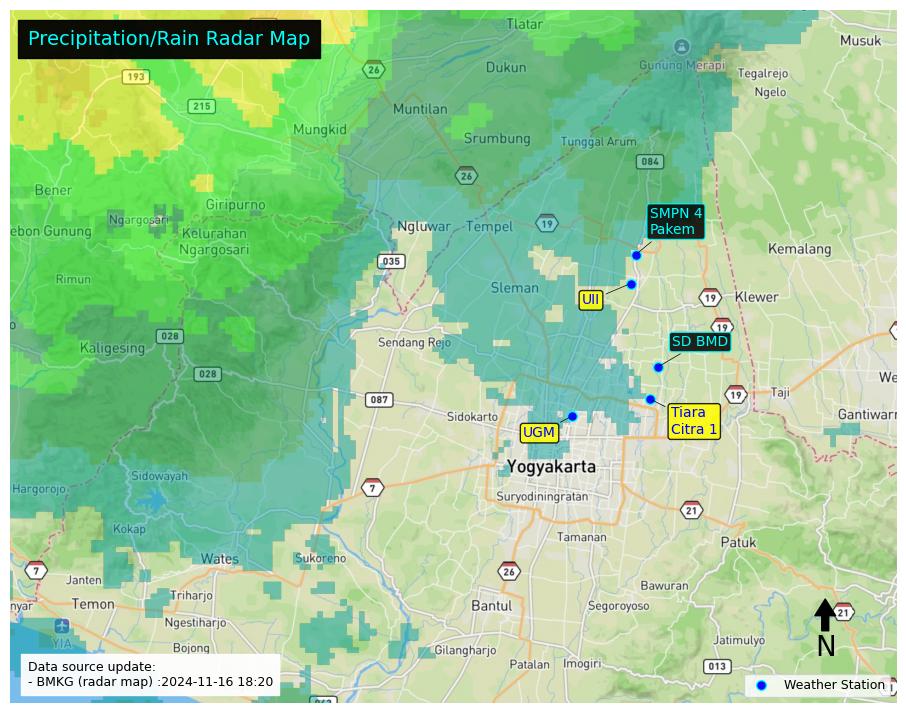 Precipitation/Rain Radar Map
Tlatar
Musuk
Gunung Merapi
Dukun
Tegalrejo
26
193
Ngelo
215
Muntilan
Mungkid
Srumbung
Tunggal Arum
084
26
Bener
Giripurno
SMPN 4
Pakem
Ngargosari
Ngluwar
Tempel
19
ebon Gunung
Kelurahan
Ngargosari
Kemalang
035
Rimun
Sleman
UII
19
Klewer
19
028
Sendang Rejo
SD BMD
Kaligesing
028
087
19
Taji
We
Sidokarto
Tiara
Citra 1
Gantiwarn
UGM
Yogyakarta
Sidowayah
Hargorojo
7
Suryodiningratan
21
Kokap
Tamanan
Patuk
Wates
Sukoreno
7
26
Janten
Bawuran
Triharjo
nyar
Temon
Bantul
Segoroyoso
21
Ngestiharjo
YIA
N
Jatimulyo
Bojong
Gilangharjo
Patalan
Imogiri
013
Data source update:
- BMKG (radar map) :2024-11-16 18:20
Weather Station